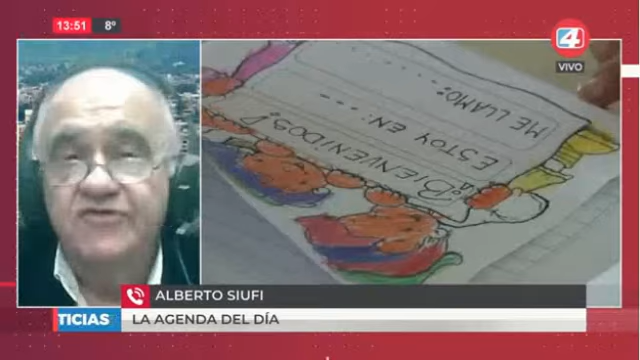 13:51 8°
4
VIVO
¡BIENVENIDOS!
ESTOY EN:
ME LLAMO:
ALBERTO SIUFI
TICIAS
LA AGENDA DEL DÍA